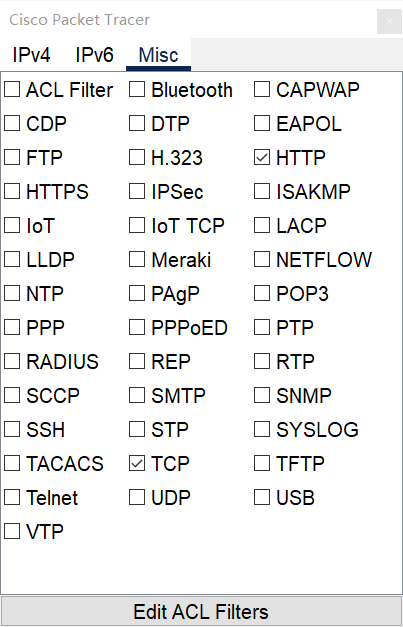 Cisco Packet Tracer
IPv4 IPv6 Misc
ACL Filter Bluetooth CAPWAP
CDP DTP EAPOL
FTP H.323 HTTP
HTTPS IPSec ISAKMP
IoT IoT TCP LACP
LLDP Meraki NETFLOW
NTP PAgP POP3
PPP PPPoED PTP
RADIUS REP RTP
SCCP SMTP SNMP
SSH STP SYSLOG
TACACS TCP TFTP
Telnet UDP USB
VTP
Edit ACL Filters